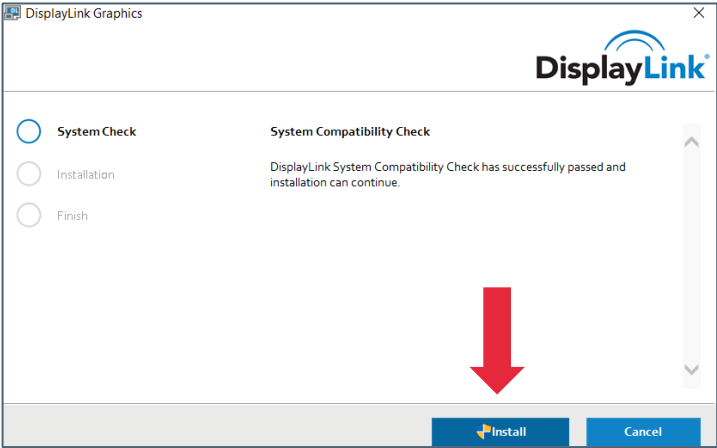 DisplayLink Graphics
DisplayLink
System Check
Installation
Finish
System Compatibility Check
DisplayLink System Compatibility Check has successfully passed and
installation can continue.
Install
Cancel